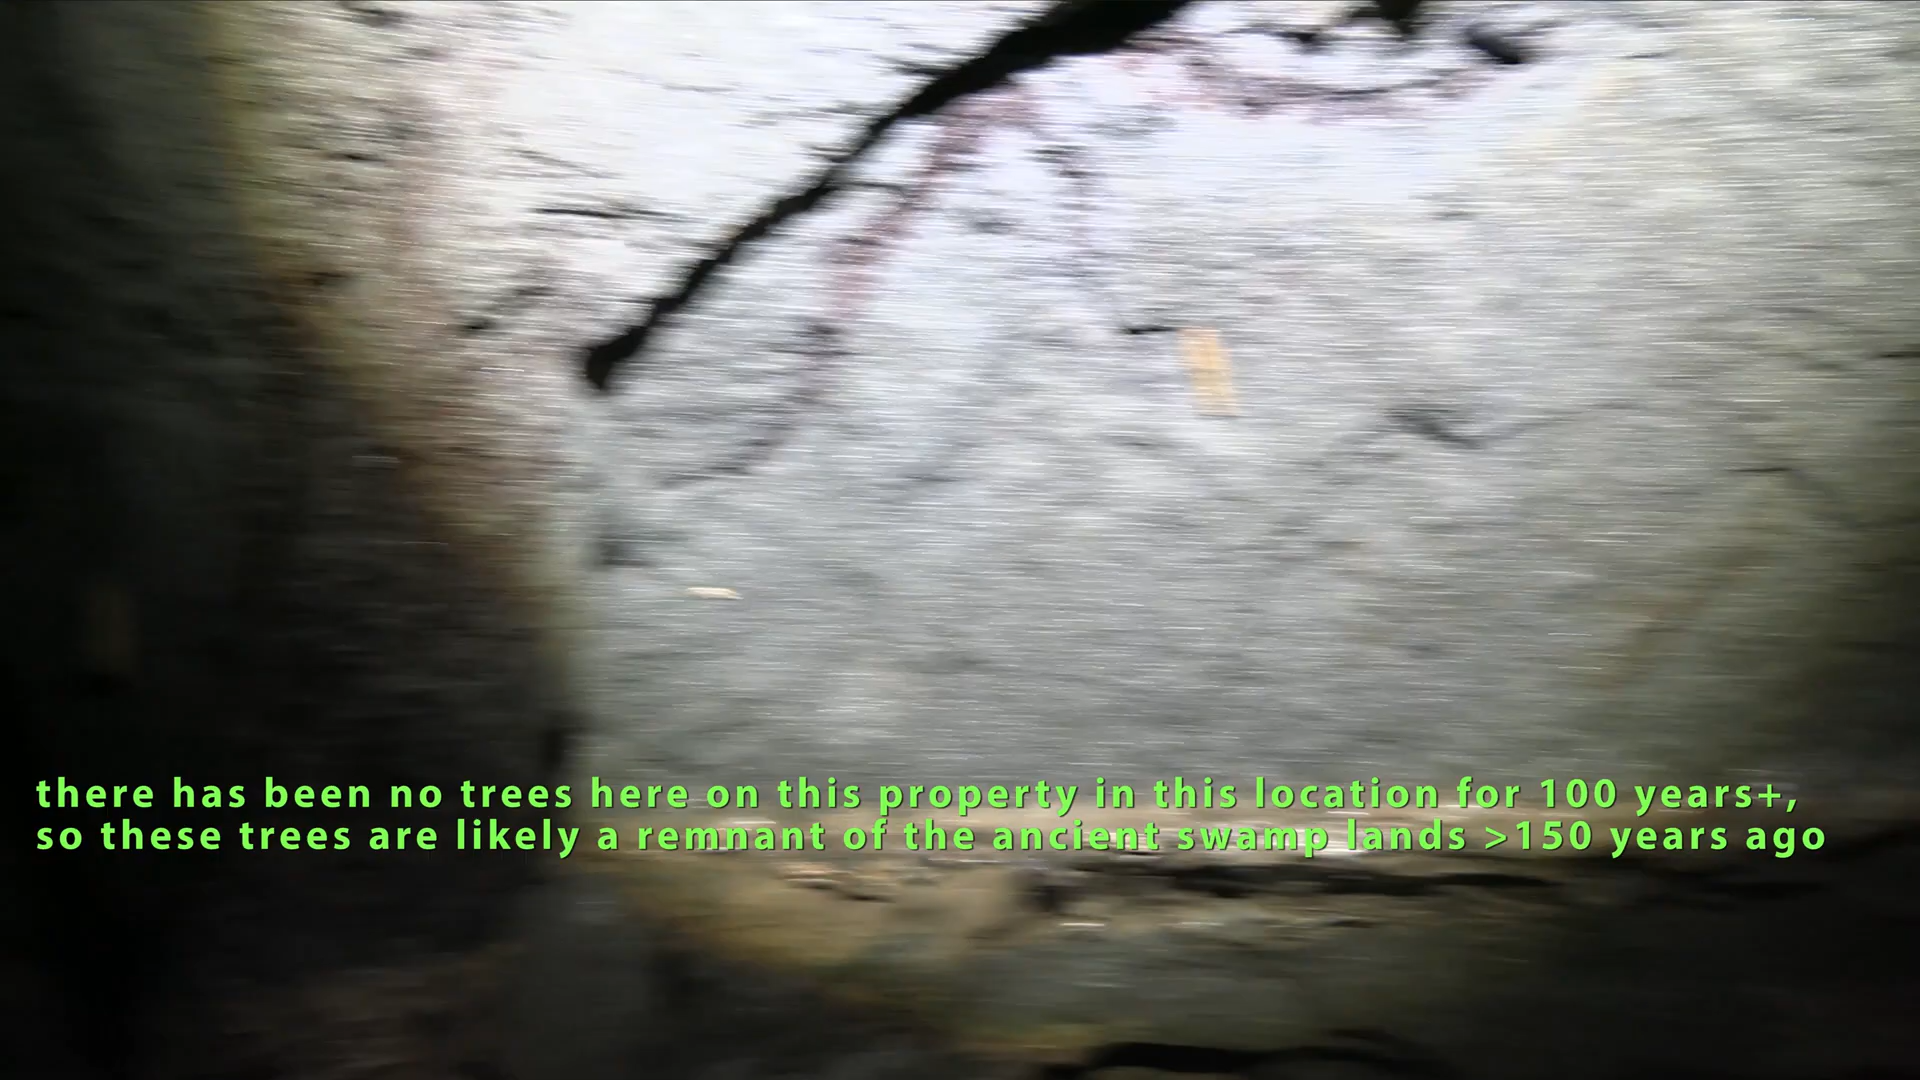 there has been no trees here on this property in this location for 100 years+,
so these trees are likely a remnant of the ancient swamp lands >150 years ago